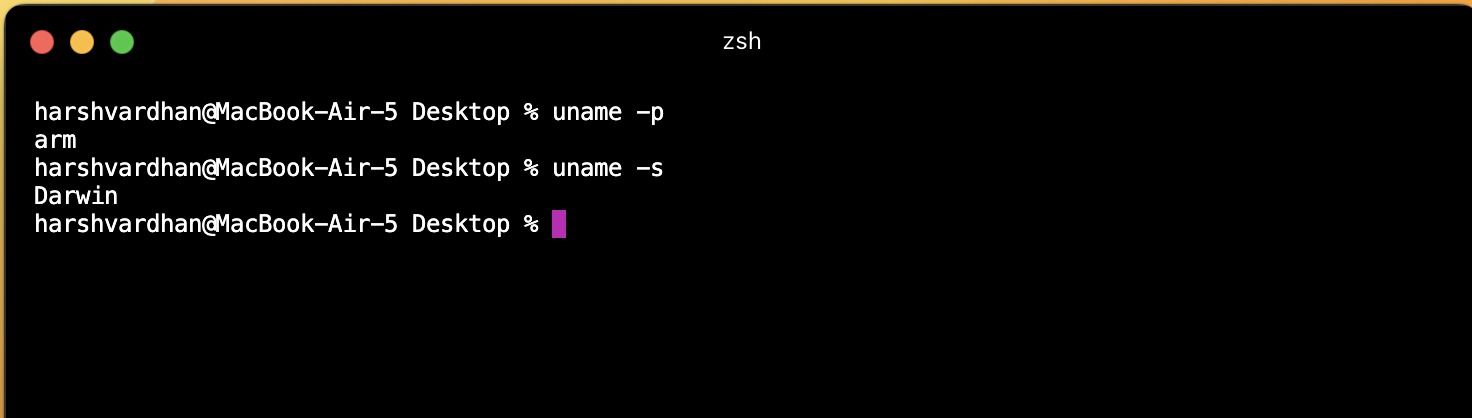 zsh
harshvardhan@MacBook-Air-5 Desktop % uname -p
arm
harshvardhan@MacBook-Air-5 Desktop % uname -s
Darwin
harshvardhan@MacBook-Air-5 Desktop %